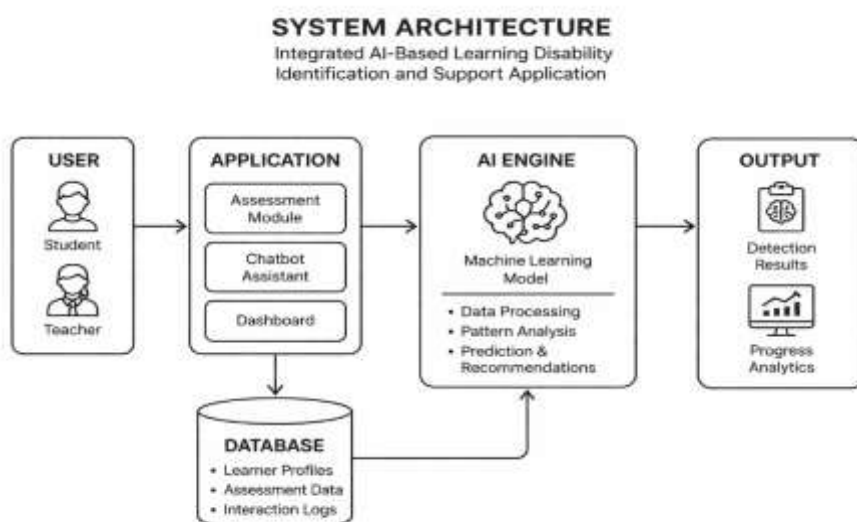 SYSTEM ARCHITECTURE
Integrated AI-Based Learning Disability
Identification and Support Application
USER
Student
Teacher
APPLICATION
Assessment
Module
Chatbot
Assistant
Dashboard
AI ENGINE
Machine Learning
Model
• Data Processing
• Pattern Analysis
• Prediction &
Recommendations
OUTPUT
Detection
Results
Progress
Analytics
DATABASE
• Learner Profiles
• Assessment Data
• Interaction Logs